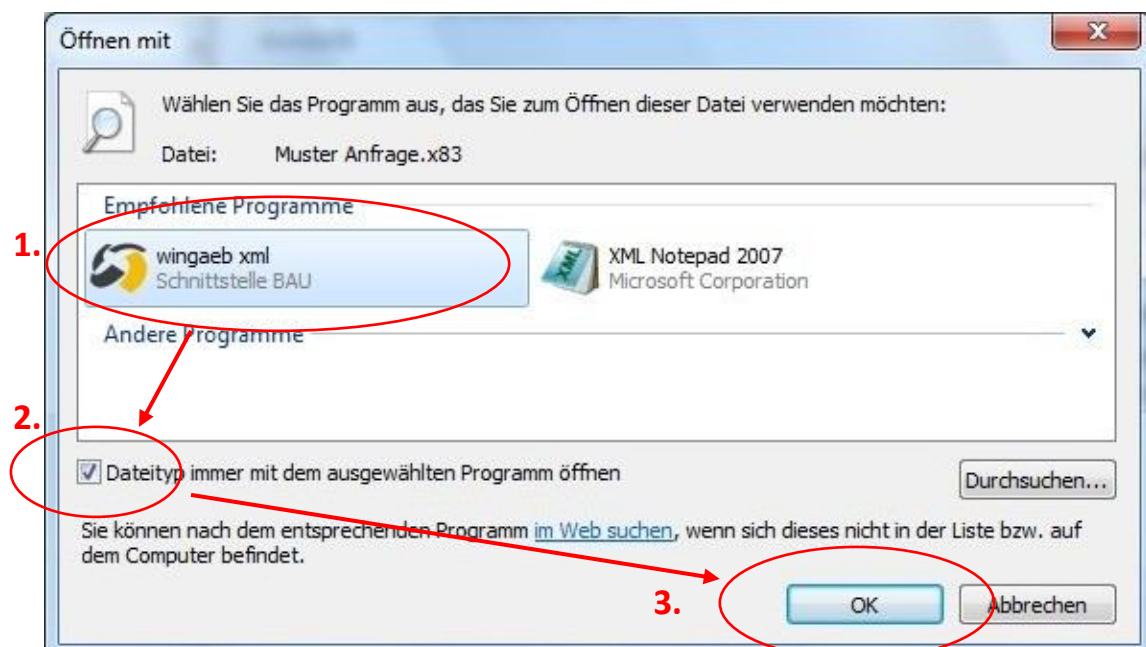 Öffnen mit
Wählen Sie das Programm aus, das Sie zum Öffnen dieser Datei verwenden möchten:
Datei: Muster Anfrage.x83
Empfohlene Programme
1.
wingaeb xml
Schnittstelle BAU
XML
XML Notepad 2007
Microsoft Corporation
Andere Programme
2.
Dateityp immer mit dem ausgewählten Programm öffnen
Durchsuchen...
Sie können nach dem entsprechenden Programm im Web suchen, wenn sich dieses nicht in der Liste bzw. auf
dem Computer befindet.
3.
OK
Abbrechen